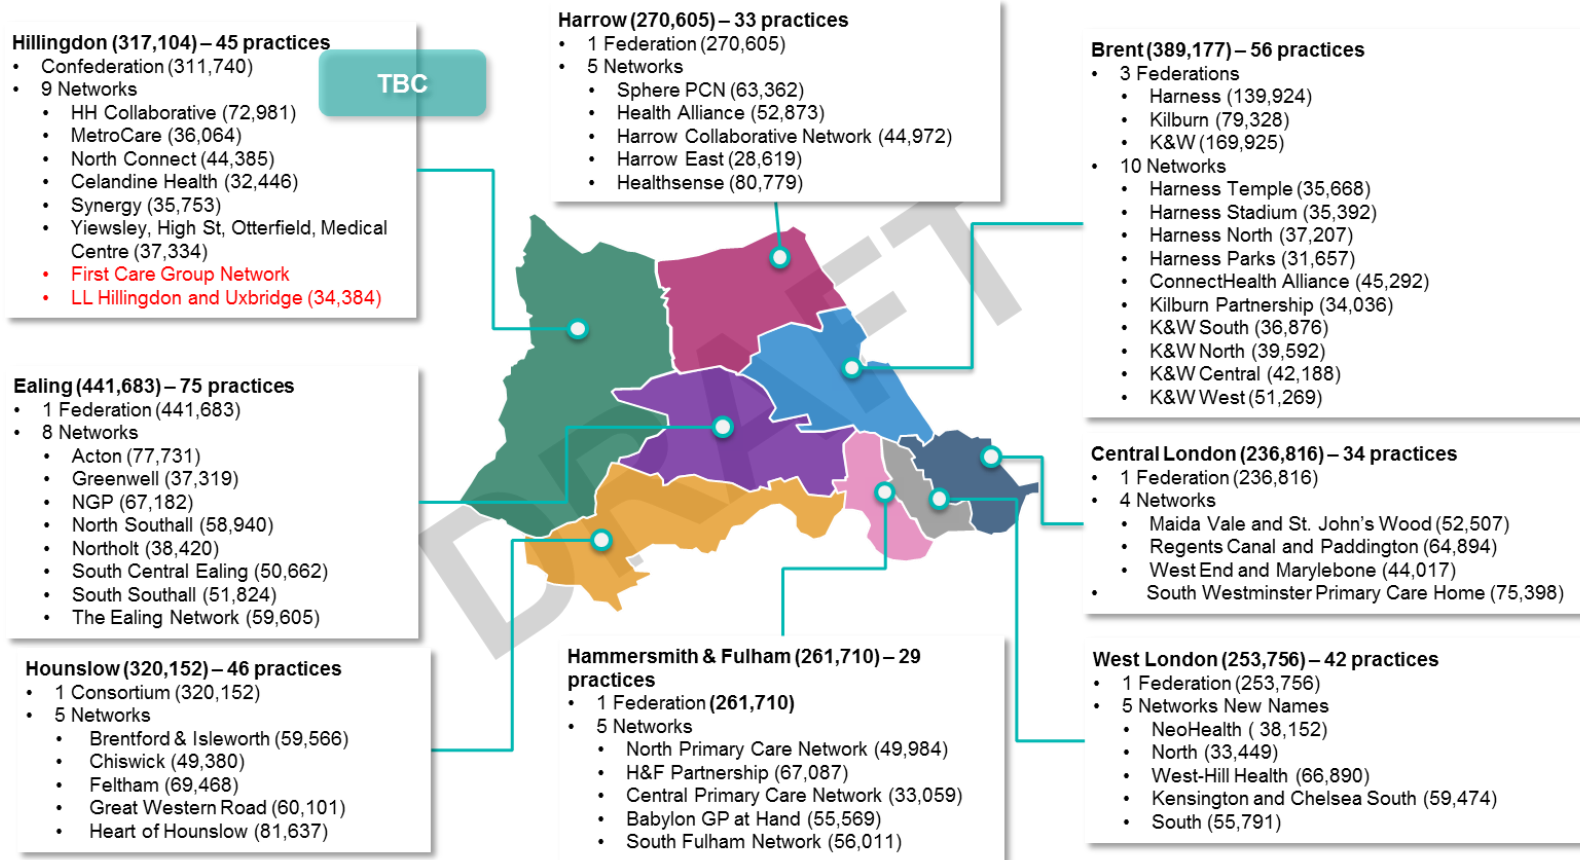 Hillingdon (317,104) – 45 practices
• Confederation (311,740)
• 9 Networks
• HH Collaborative (72,981)
• MetroCare (36,064)
• North Connect (44,385)
• Celandine Health (32,446)
• Synergy (35,753)
• Yiewsley, High St, Otterfield, Medical
Centre (37,334)
• First Care Group Network
• LL Hillingdon and Uxbridge (34,384)
TBC
Harrow (270,605) – 33 practices
• 1 Federation (270,605)
• 5 Networks
• Sphere PCN (63,362)
• Health Alliance (52,873)
• Harrow Collaborative Network (44,972)
• Harrow East (28,619)
• Healthsense (80,779)
Brent (389,177) – 56 practices
• 3 Federations
• Harness (139,924)
• Kilburn (79,328)
• K&W (169,925)
• 10 Networks
• Harness Temple (35,668)
• Harness Stadium (35,392)
• Harness North (37,207)
• Harness Parks (31,657)
• ConnectHealth Alliance (45,292)
• Kilburn Partnership (34,036)
• K&W South (36,876)
• K&W North (39,592)
• K&W Central (42,188)
• K&W West (51,269)
DRAFT
Ealing (441,683) – 75 practices
• 1 Federation (441,683)
• 8 Networks
• Acton (77,731)
• Greenwell (37,319)
• NGP (67,182)
• North Southall (58,940)
• Northolt (38,420)
• South Central Ealing (50,662)
• South Southall (51,824)
• The Ealing Network (59,605)
Central London (236,816) – 34 practices
• 1 Federation (236,816)
• 4 Networks
• Maida Vale and St. John's Wood (52,507)
• Regents Canal and Paddington (64,894)
• West End and Marylebone (44,017)
• South Westminster Primary Care Home (75,398)
Hounslow (320,152) – 46 practices
• 1 Consortium (320,152)
• 5 Networks
• Brentford & Isleworth (59,566)
• Chiswick (49,380)
• Feltham (69,468)
• Great Western Road (60,101)
• Heart of Hounslow (81,637)
Hammersmith & Fulham (261,710) – 29
practices
• 1 Federation (261,710)
• 5 Networks
• North Primary Care Network (49,984)
• H&F Partnership (67,087)
• Central Primary Care Network (33,059)
• Babylon GP at Hand (55,569)
• South Fulham Network (56,011)
West London (253,756) – 42 practices
• 1 Federation (253,756)
• 5 Networks New Names
• NeoHealth ( 38,152)
• North (33,449)
• West-Hill Health (66,890)
• Kensington and Chelsea South (59,474)
• South (55,791)